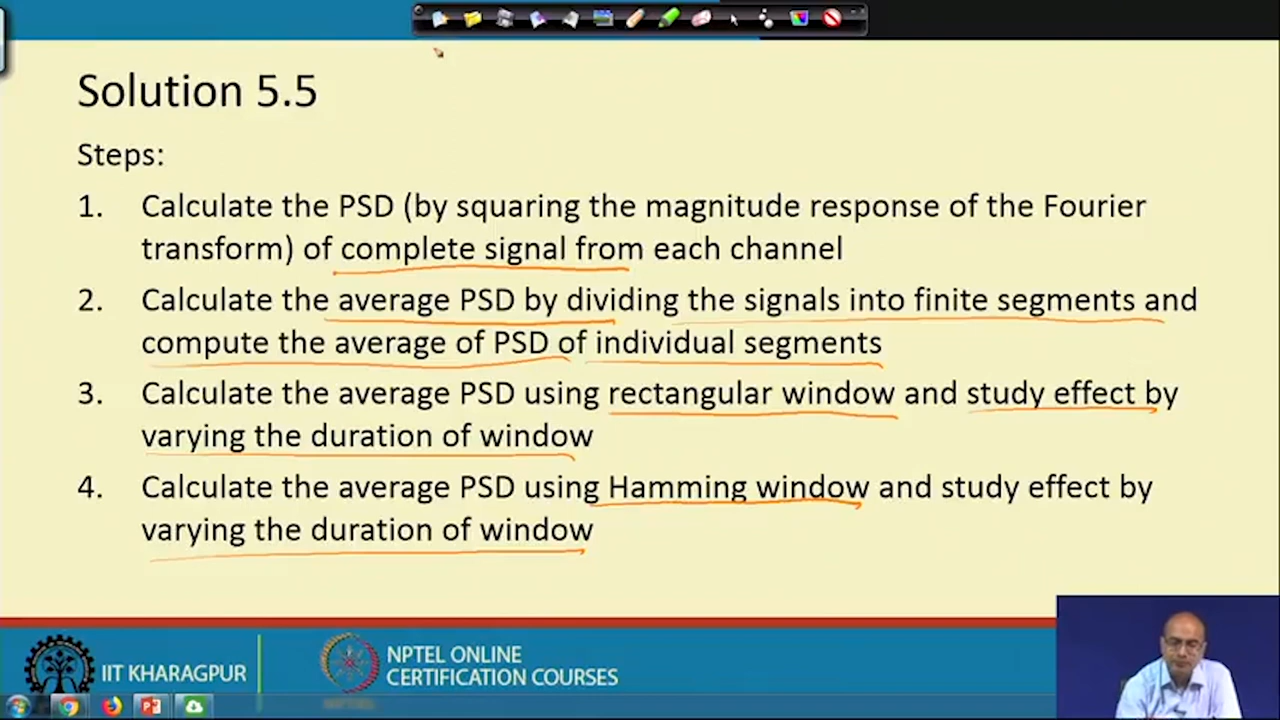 Solution 5.5
Steps:
1. Calculate the PSD (by squaring the magnitude response of the Fourier
transform) of complete signal from each channel
2. Calculate the average PSD by dividing the signals into finite segments and
compute the average of PSD of individual segments
3. Calculate the average PSD using rectangular window and study effect by
varying the duration of window
4. Calculate the average PSD using Hamming window and study effect by
varying the duration of window
IIT KHARAGPUR
NPTEL ONLINE
CERTIFICATION COURSES